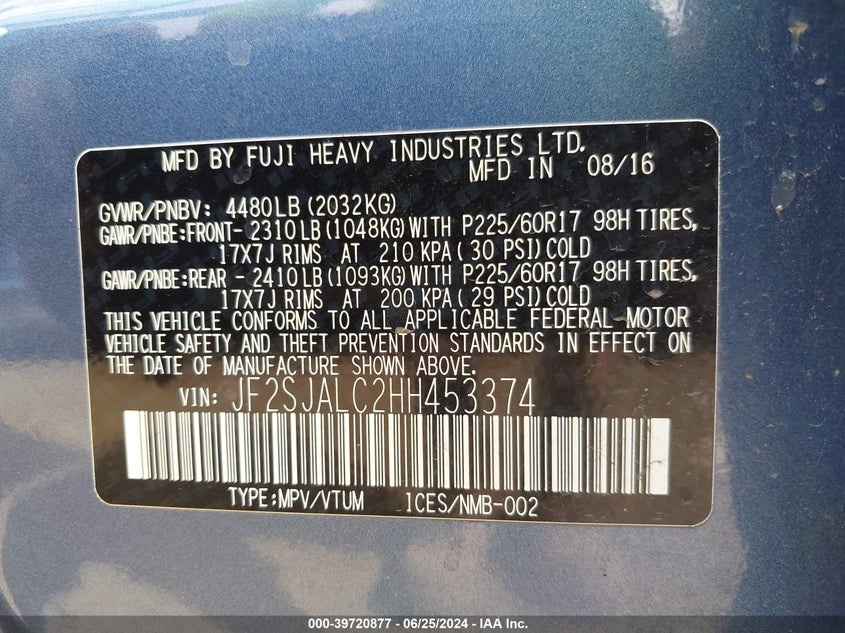 MFD BY FUJI HEAVY INDUSTRIES LTD.
MFD IN 08/16
GVWR/PNBV: 4480LB (2032KG)
GAWR/PNBE:FRONT- 2310LB (1048KG) WITH P225/60R17 98H TIRES,
17X7J RIMS AT 210 KPA (30 PSI) COLD
GAWR/PNBE:REAR - 2410LB (1093KG) WITH P225/60R17 98H TIRES,
17X7J RIMS AT 200 KPA (29 PSI) COLD
THIS VEHICLE CONFORMS TO ALL APPLICABLE FEDERAL MOTOR
VEHICLE SAFETY AND THEFT PREVENTION STANDARDS IN EFFECT ON
THE DATE OF MANUFACTURE SHOWN ABOVE.
VIN: JF2SJALC2HH453374
TYPE:MPV/VTUM ICES/NMB-002
000-39720877 - 06/25/2024 - IAA Inc.